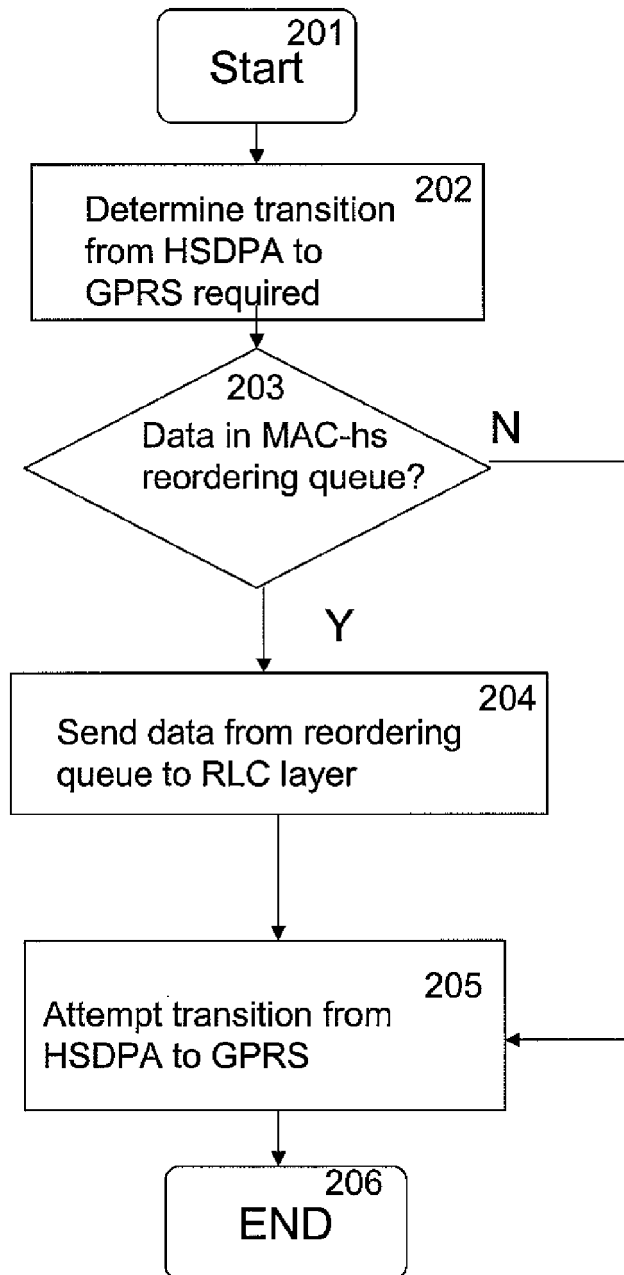 201
Start
202
Determine transition
from HSDPA to
GPRS required
203
Data in MAC-hs
reordering queue?
N
Y
204
Send data from reordering
queue to RLC layer
205
Attempt transition from
HSDPA to GPRS
206
END